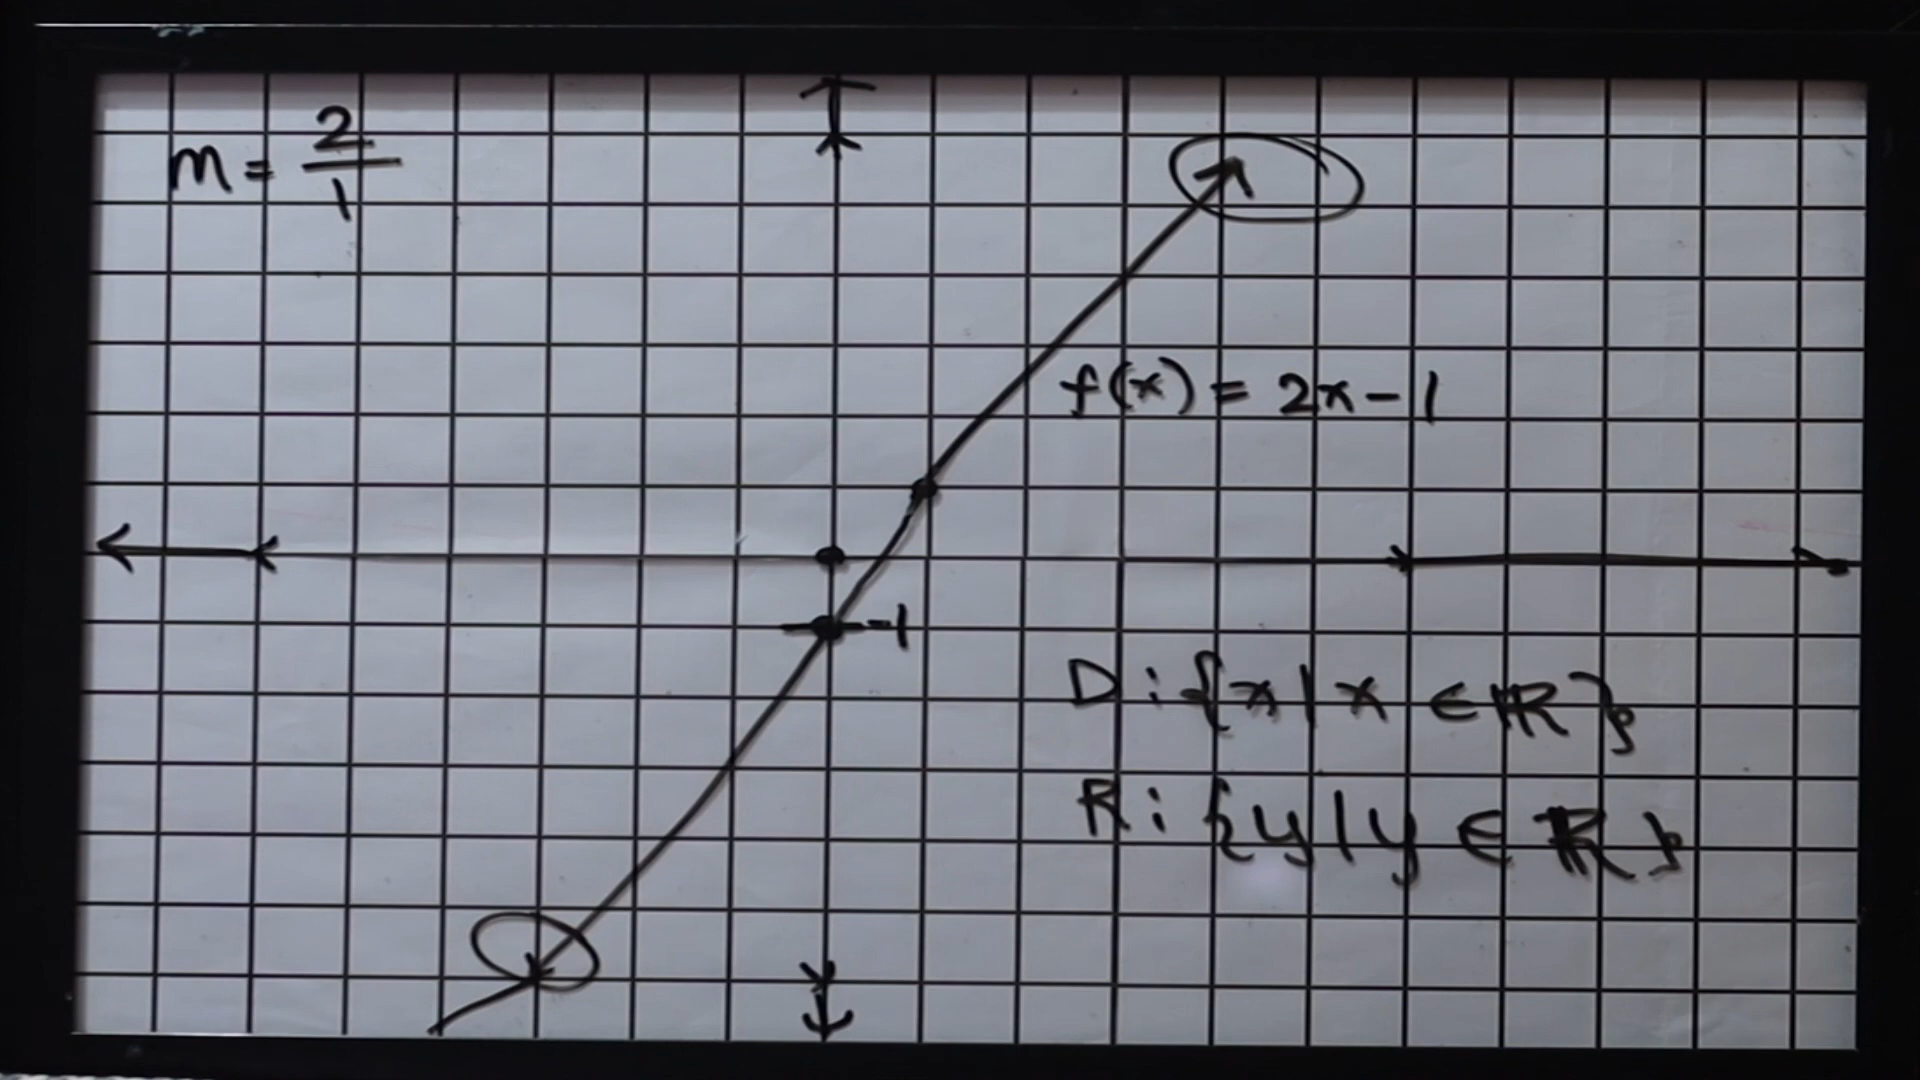 m = 2/1
f(x) = 2x - 1
-1
D: {x | x ∈ ℝ}
R: {y | y ∈ ℝ}